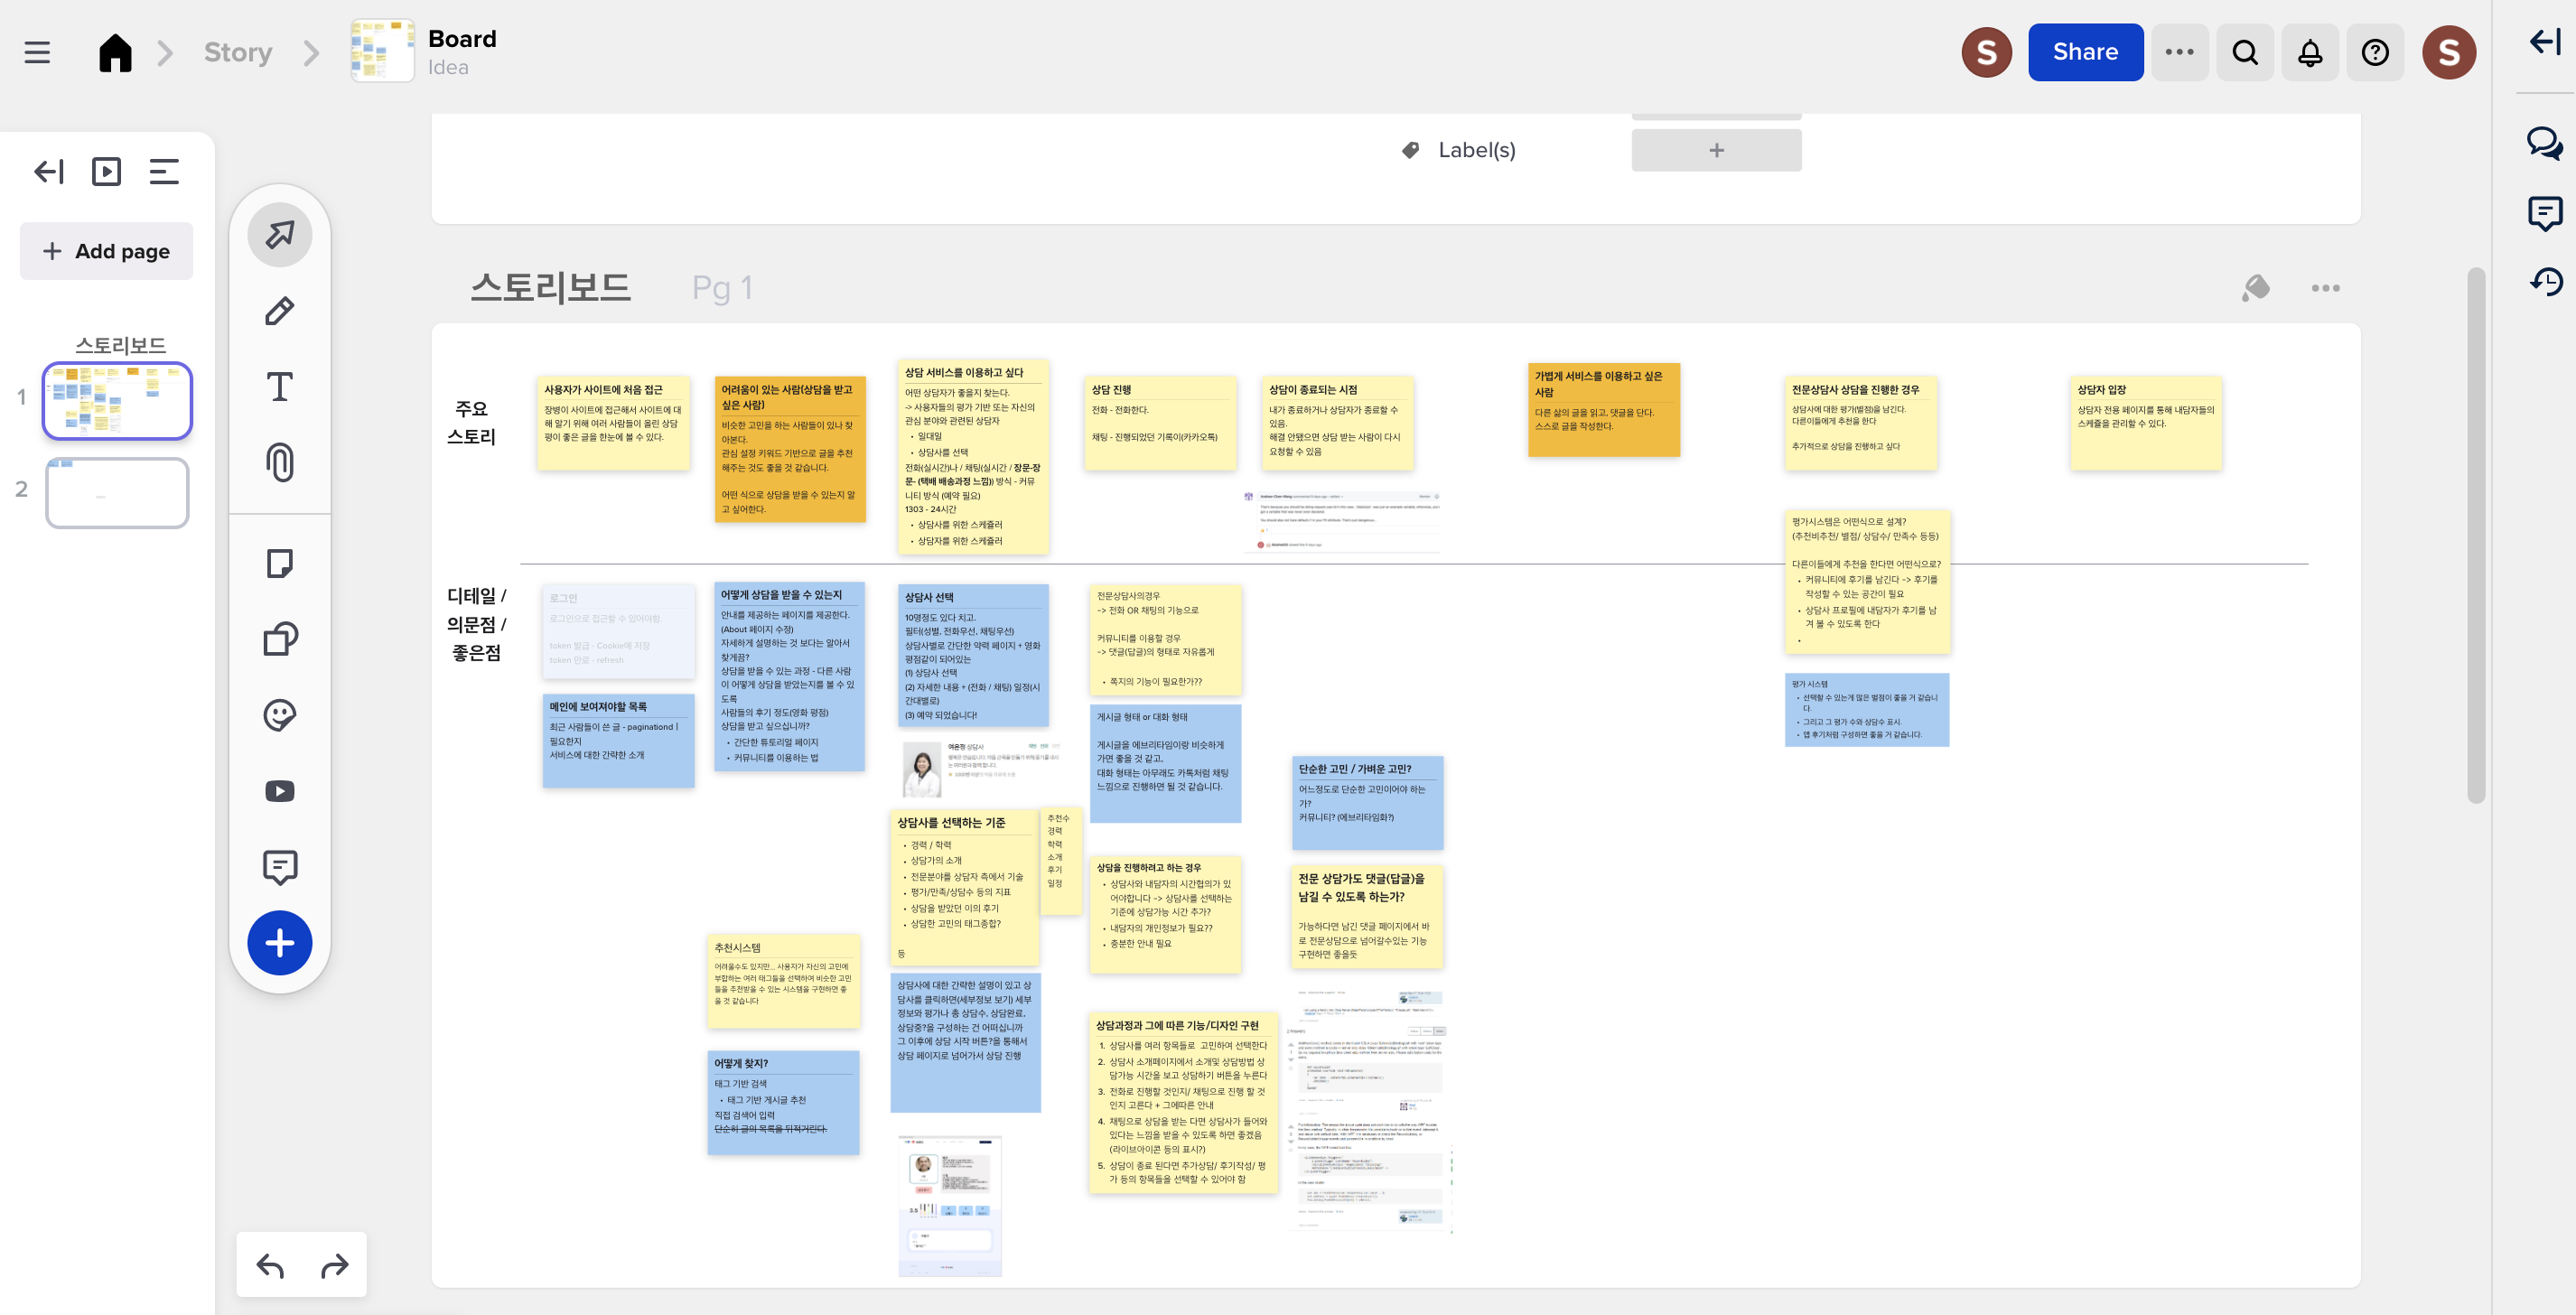 Story
Board
Idea
S
Share
S
Label(s)
Add page
스토리보드
1
2
스토리보드
Pg 1
주요
스토리
사용자가 사이트에 처음 접근
장병이 사이트에 접근해서 사이트에 대
해 알기 위해 여러 사람들이 올린 상담
평이 좋은 글을 한눈에 볼 수 있다.
어려움이 있는 사람(상담을 받고
싶은 사람)
비슷한 고민을 하는 사람들이 있나 찾
아본다.
관심 설정 키워드 기반으로 글을 추천
해주는 것도 좋을 것 같습니다.
어떤 식으로 상담을 받을 수 있는지 알
고 싶어한다.
상담 서비스를 이용하고 싶다
어떤 상담자가 좋을지 찾는다.
-> 사용자들의 평가 기반 또는 자신의
관심 분야와 관련된 상담자
• 일대일
• 상담사를 선택
전화(실시간)나 / 채팅(실시간 / 장문-장
문- (택배 배송과정 느낌)) 방식 - 커뮤
니티 방식 (예약 필요)
1303 - 24시간
• 상담사를 위한 스케쥴러
• 상담자를 위한 스케쥴러
상담 진행
전화 - 전화한다.
채팅 - 진행되었던 기록이(카카오톡)
상담이 종료되는 시점
내가 종료하거나 상담자가 종료할 수
있음.
해결 안됐으면 상담 받는 사람이 다시
요청할 수 있음
가볍게 서비스를 이용하고 싶은
사람
다른 삶의 글을 읽고, 댓글을 단다.
스스로 글을 작성한다.
전문상담사 상담을 진행한 경우
상담사에 대한 평가(별점)을 남긴다.
다른이들에게 추천을 한다
추가적으로 상담을 진행하고 싶다
상담자 입장
상담자 전용 페이지를 통해 내담자들의
스케쥴을 관리할 수 있다.
평가시스템은 어떤식으로 설계?
(추천비추천/ 별점/ 상담수/ 만족수 등등)
다른이들에게 추천을 한다면 어떤식으로?
• 커뮤니티에 후기를 남긴다 -> 후기를
작성할 수 있는 공간이 필요
• 상담사 프로필에 내담자가 후기를 남
겨 볼 수 있도록 한다
•
디테일 /
의문점 /
좋은점
로그인
로그인으로 접근할 수 있어야함.
token 발급 - Cookie에 저장
token 만료 - refresh
메인에 보여져야할 목록
최근 사람들이 쓴 글 - paginationdㅣ
필요한지
서비스에 대한 간략한 소개
어떻게 상담을 받을 수 있는지
안내를 제공하는 페이지를 제공한다.
(About 페이지 수정)
자세하게 설명하는 것 보다는 알아서
찾게끔?
상담을 받을 수 있는 과정 - 다른 사람
이 어떻게 상담을 받았는지를 볼 수 있
도록
사람들의 후기 정도(영화 평점)
상담을 받고 싶으십니까?
• 간단한 튜토리얼 페이지
• 커뮤니티를 이용하는 법
상담사 선택
10명정도 있다 치고.
필터(성별, 전화우선, 채팅우선)
상담사별로 간단한 약력 페이지 + 영화
평점같이 되어있는
(1) 상담사 선택
(2) 자세한 내용 + (전화 / 채팅) 일정(시
간대별로)
(3) 예약 되었습니다!
여은정 상담사
전문상담사의경우
-> 전화 OR 채팅의 기능으로
커뮤니티를 이용할 경우
-> 댓글(답글)의 형태로 자유롭게
• 쪽지의 기능이 필요한가??
게시글 형태 or 대화 형태
게시글을 에브리타임이랑 비슷하게
가면 좋을 것 같고,
대화 형태는 아무래도 카톡처럼 채팅
느낌으로 진행하면 될 것 같습니다.
평가 시스템
• 선택할 수 있는게 많은 별점이 좋을 거 같습니
다.
• 그리고 그 평가 수와 상담수 표시.
• 앱 후기처럼 구성하면 좋을 거 같습니다.
단순한 고민 / 가벼운 고민?
어느정도로 단순한 고민이어야 하는
가?
커뮤니티? (에브리타임화?)
상담사를 선택하는 기준
• 경력 / 학력
• 상담가의 소개
• 전문분야를 상담자 측에서 기술
• 평가/만족/상담수 등의 지표
• 상담을 받았던 이의 후기
• 상담한 고민의 태그종합?
등
추천수
경력
학력
소개
후기
일정
상담을 진행하려고 하는 경우
• 상담사와 내담자의 시간협의가 있
어야합니다 -> 상담사를 선택하는
기준에 상담가능 시간 추가?
• 내담자의 개인정보가 필요??
• 충분한 안내 필요
전문 상담가도 댓글(답글)을
남길 수 있도록 하는가?
가능하다면 남긴 댓글 페이지에서 바
로 전문상담으로 넘어갈수있는 기능
구현하면 좋을듯
추천시스템
어려울수도 있지만... 사용자가 자신의 고민에
부합하는 여러 태그들을 선택하여 비슷한 고민
들을 추천받을 수 있는 시스템을 구현하면 좋
을 것 같습니다
상담사에 대한 간략한 설명이 있고 상
담사를 클릭하면(세부정보 보기) 세부
정보와 평가나 총 상담수, 상담완료,
상담중?을 구성하는 건 어떠십니까
그 이후에 상담 시작 버튼?을 통해서
상담 페이지로 넘어가서 상담 진행
상담과정과 그에 따른 기능/디자인 구현
1. 상담사를 여러 항목들로 고민하여 선택한다
2. 상담사 소개페이지에서 소개및 상담방법 상
담가능 시간을 보고 상담하기 버튼을 누른다
3. 전화로 진행할 것인지/ 채팅으로 진행 할 것
인지 고른다 + 그에따른 안내
4. 채팅으로 상담을 받는 다면 상담사가 들어와
있다는 느낌을 받을 수 있도록 하면 좋겠음
(라이브아이콘 등의 표시?)
5. 상담이 종료 된다면 추가상담/ 후기작성/ 평
가 등의 항목들을 선택할 수 있어야 함
어떻게 찾지?
태그 기반 검색
• 태그 기반 게시글 추천
직접 검색어 입력
단순히 글의 목록을 뒤적거린다.
3.5